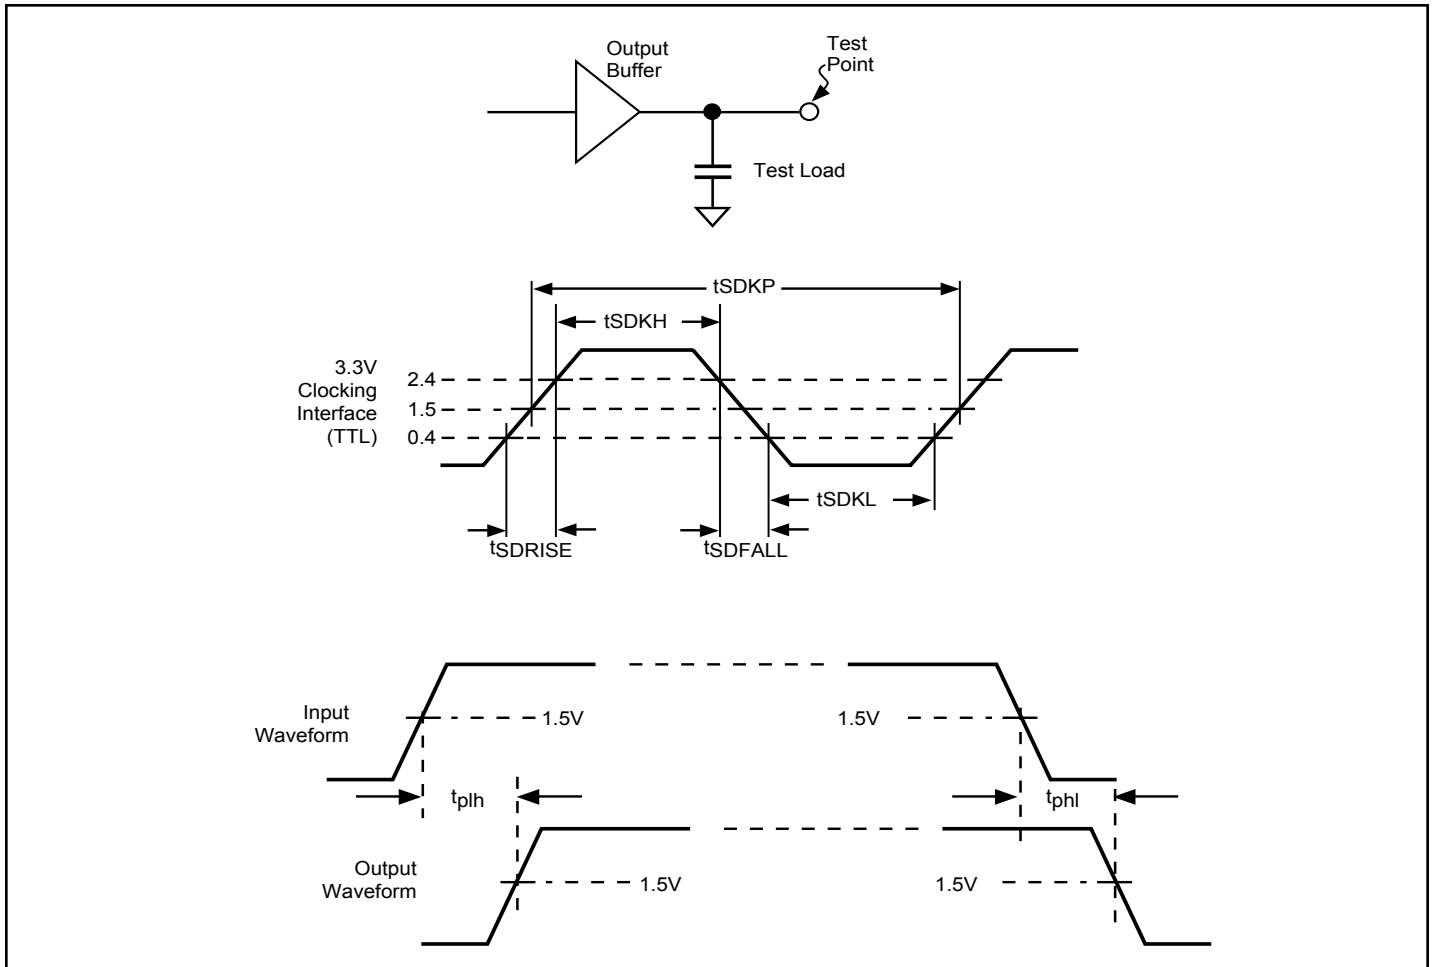 Output
Buffer
Test
Point
Test Load
tSDKP
tSDKH
3.3V
Clocking
Interface
(TTL)
2.4
1.5
0.4
tSDKL
tSDRISE
tSDFALL
Input
Waveform
1.5V
1.5V
tplh
tphl
Output
Waveform
1.5V
1.5V